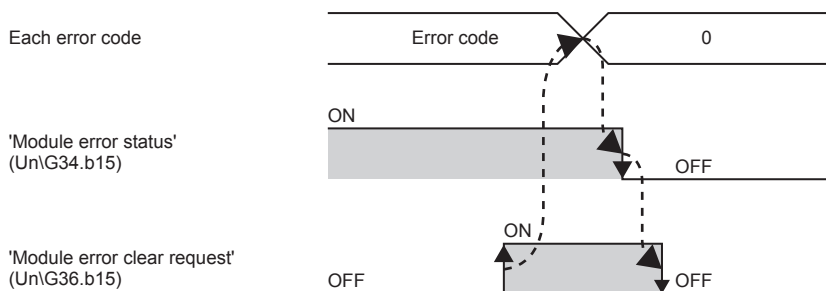 Each error code
Error code
0
ON
'Module error status'
(Un\G34.b15)
OFF
ON
'Module error clear request'
(Un\G36.b15)
OFF
OFF